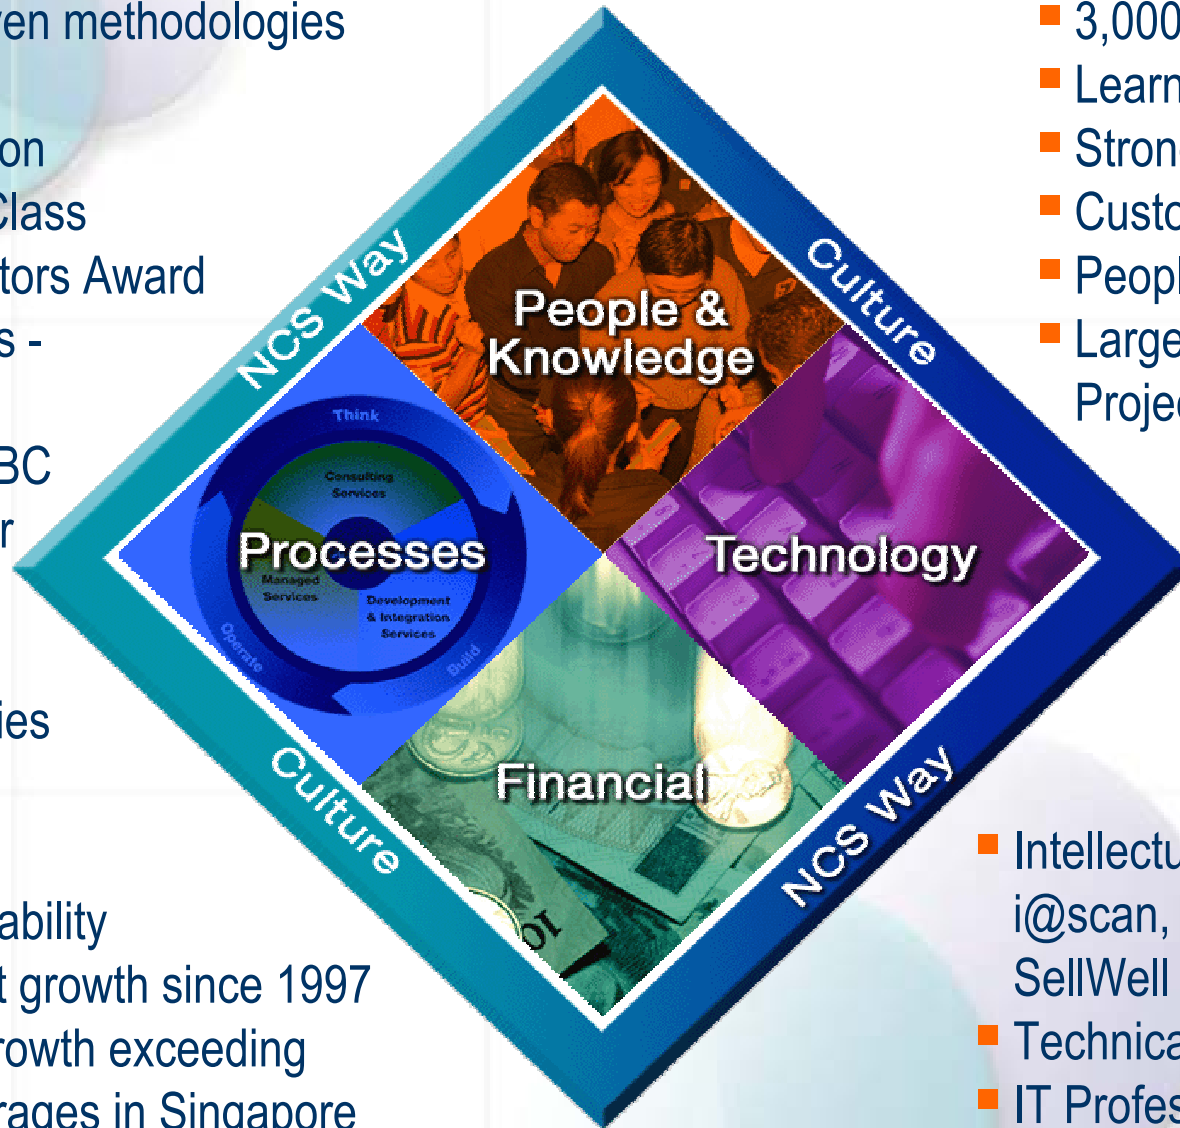 ven methodologies
on
Class
tors Award
s -
BC
r
ies
ability
t growth since 1997
rowth exceeding
rages in Singapore
NCS Way
Culture
People &
Knowledge
Think
Consulting
Services
Processes
Managed
Services
Development
& Integration
Services
Operate
Build
Technology
Financial
Culture
NCS Way
3,000
Learn
Stron
Custo
Peopl
Large
Projec
Intellectu
i@scan,
SellWell
Technica
IT Profes